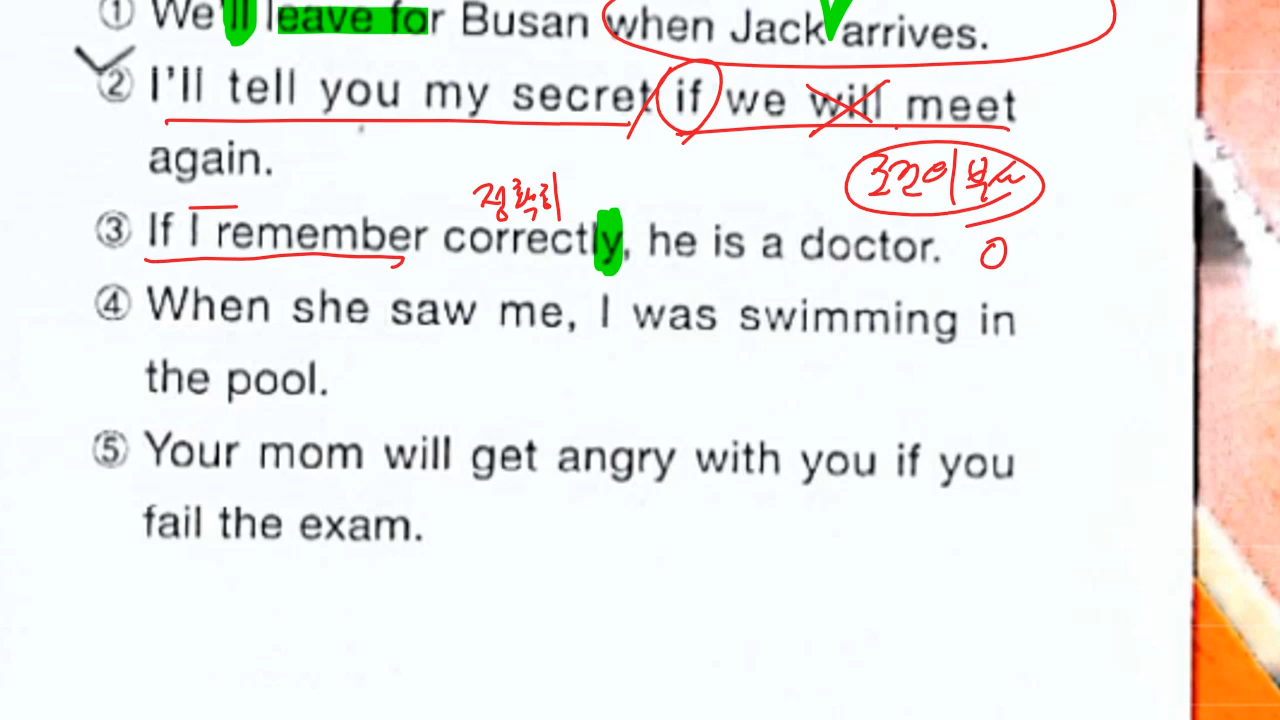 ① We'll leave for Busan when Jack arrives.
② I'll tell you my secret if we will meet
조건의 부사
again.
정확히
③ If I remember correctly, he is a doctor.
④ When she saw me, I was swimming in
the pool.
⑤ Your mom will get angry with you if you
fail the exam.